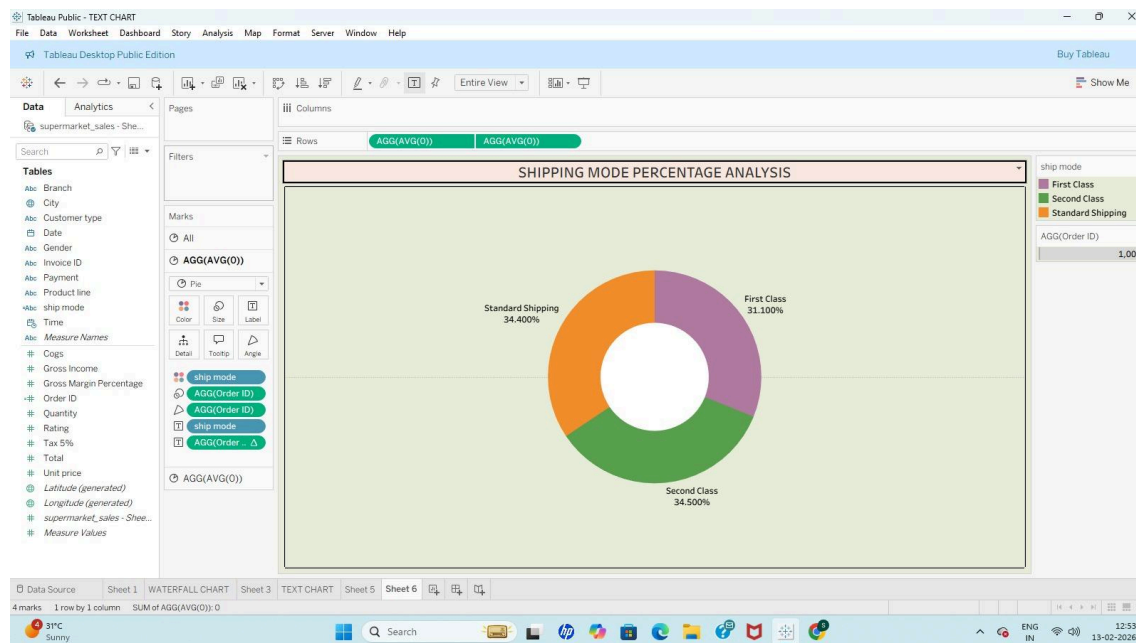 Tableau Public - TEXT CHART
File Data Worksheet Dashboard Story Analysis Map Format Server Window Help
Tableau Desktop Public Edition
Buy Tableau
Entire View
Show Me
Data Analytics
supermarket_sales - She...
Search
Tables
Abc Branch
City
Abc Customer type
Date
Abc Gender
Abc Invoice ID
Abc Payment
Abc Product line
Abc ship mode
Time
Abc Measure Names
# Cogs
# Gross Income
# Gross Margin Percentage
# Order ID
# Quantity
# Rating
# Tax 5%
# Total
# Unit price
Latitude (generated)
Longitude (generated)
# supermarket_sales - Shee...
# Measure Values
Pages
Filters
Marks
All
AGG(AVG(0))
Pie
Color Size Label
Detail Tooltip Angle
ship mode
AGG(Order ID)
AGG(Order ID)
ship mode
AGG(Order .. Δ
AGG(AVG(0))
Columns
Rows
AGG(AVG(0)) AGG(AVG(0))
SHIPPING MODE PERCENTAGE ANALYSIS
Standard Shipping
34.400%
First Class
31.100%
Second Class
34.500%
ship mode
First Class
Second Class
Standard Shipping
AGG(Order ID)
1,00
Data Source Sheet 1 WATERFALL CHART Sheet 3 TEXT CHART Sheet 5 Sheet 6
4 marks 1 row by 1 column SUM of AGG(AVG(0)): 0
4
31°C
Sunny
Search
ENG
IN
12:53
13-02-2026